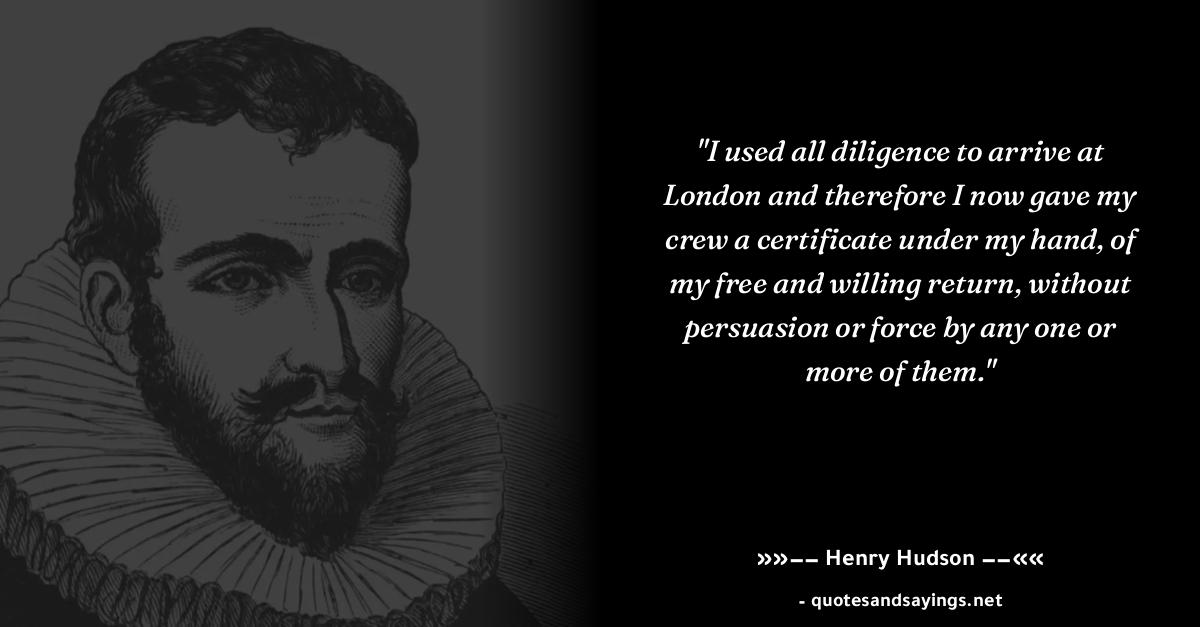 "I used all diligence to arrive at
London and therefore I now gave my
crew a certificate under my hand, of
my free and willing return, without
persuasion or force by any one or
more of them."
»»–– Henry Hudson ––««
- quotesandsayings.net